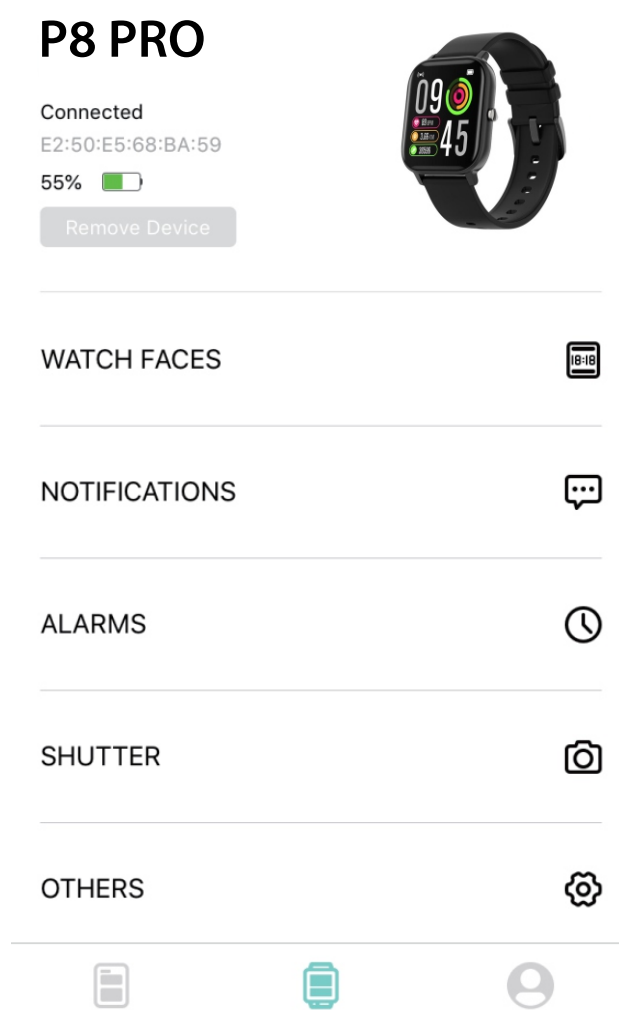 P8 PRO
Connected
E2:50:E5:68:BA:59
55%
Remove Device
09
45
WATCH FACES
18:18
NOTIFICATIONS
ALARMS
SHUTTER
OTHERS